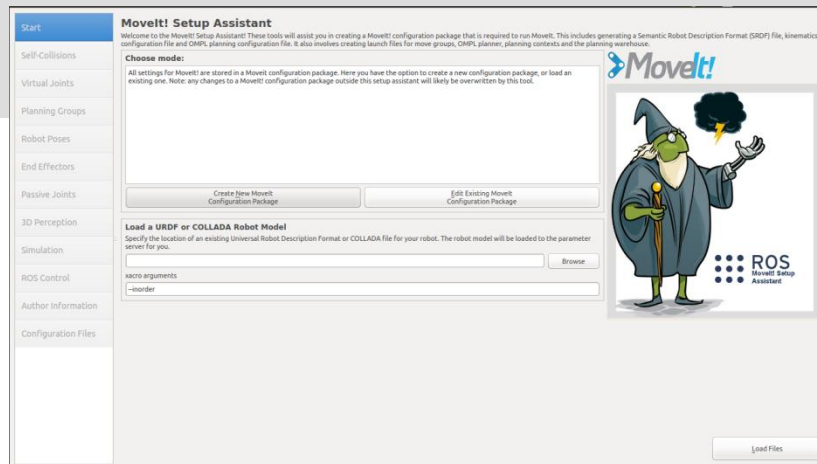 Start
Self-Collisions
Virtual Joints
Planning Groups
Robot Poses
End Effectors
Passive Joints
3D Perception
Simulation
ROS Control
Author Information
Configuration Files
MoveIt! Setup Assistant
Welcome to the MoveIt! Setup Assistant! These tools will assist you in creating a MoveIt! configuration package that is required to run MoveIt. This includes generating a Semantic Robot Description Format (SRDF) file, kinematics
configuration file and OMPL planning configuration file. It also involves creating launch files for move groups, OMPL planner, planning contexts and the planning warehouse.
Choose mode:
All settings for MoveIt! are stored in a MoveIt configuration package. Here you have the option to create a new configuration package, or load an
existing one. Note: any changes to a MoveIt! configuration package outside this setup assistant will likely be overwritten by this tool.
Create New MoveIt
Configuration Package
Edit Existing MoveIt
Configuration Package
Load a URDF or COLLADA Robot Model
Specify the location of an existing Universal Robot Description Format or COLLADA file for your robot. The robot model will be loaded to the parameter
server for you.
Browse
xacro arguments
--inorder
MoveIt!
ROS
MoveIt! Setup
Assistant
Load Files